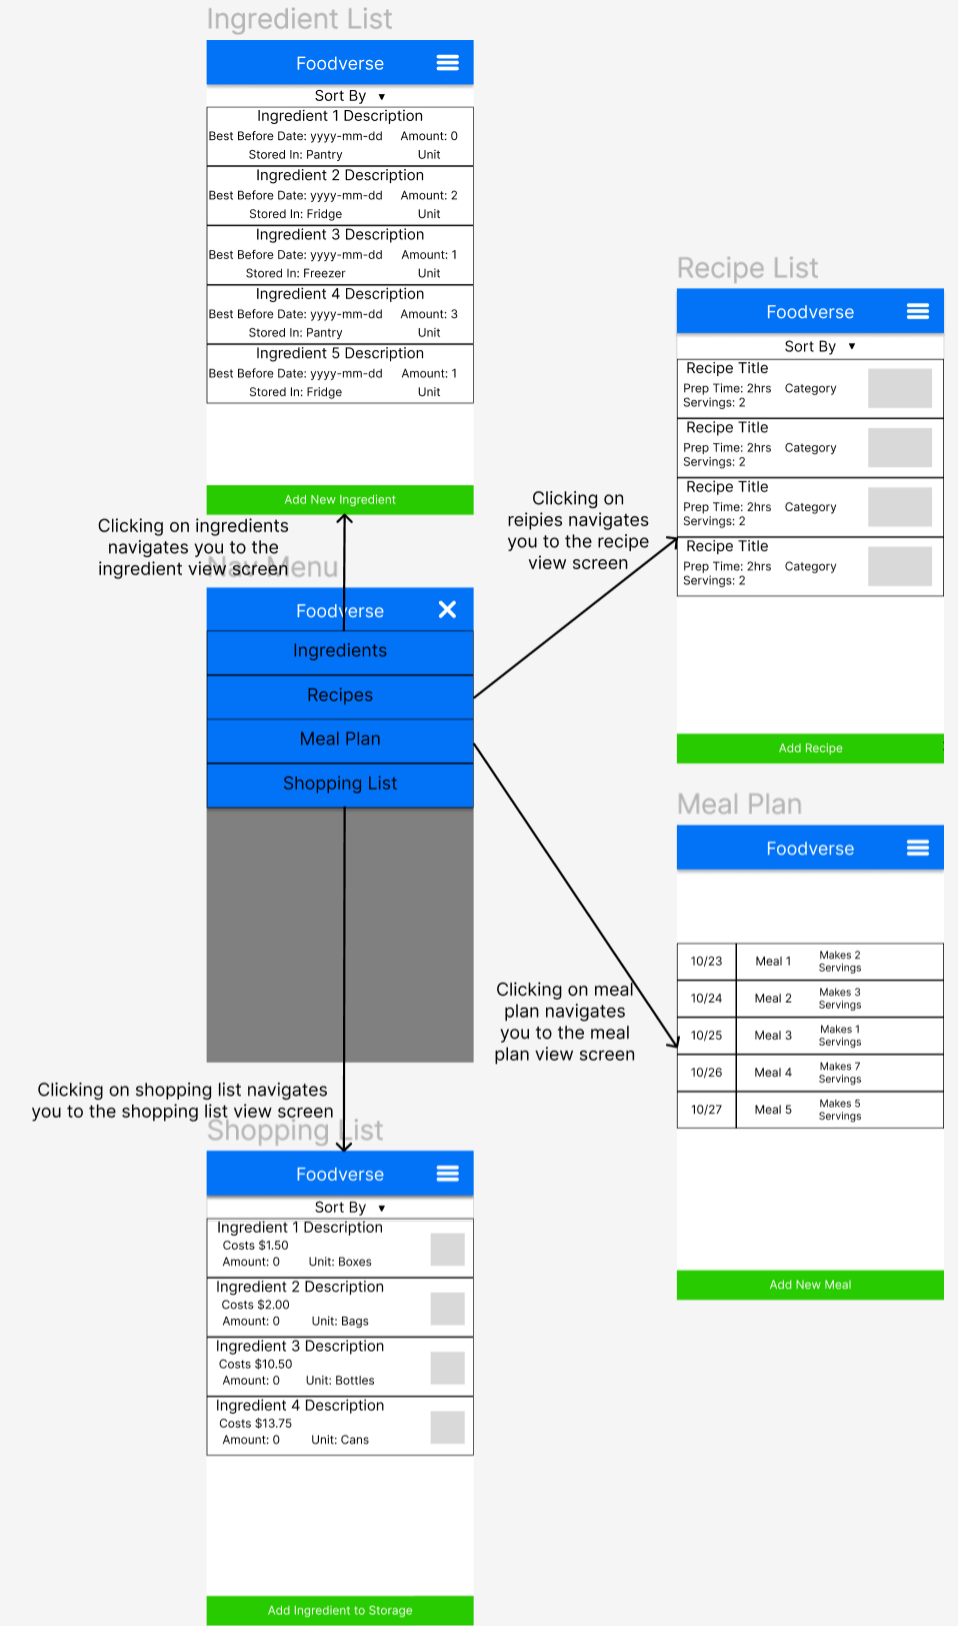 Ingredient List
Foodverse
Sort By ▼
Ingredient 1 Description
Best Before Date: yyyy-mm-dd Amount: 0
Stored In: Pantry Unit
Ingredient 2 Description
Best Before Date: yyyy-mm-dd Amount: 2
Stored In: Fridge Unit
Ingredient 3 Description
Best Before Date: yyyy-mm-dd Amount: 1
Stored In: Freezer Unit
Ingredient 4 Description
Best Before Date: yyyy-mm-dd Amount: 3
Stored In: Pantry Unit
Ingredient 5 Description
Best Before Date: yyyy-mm-dd Amount: 1
Stored In: Fridge Unit
Add New Ingredient
Clicking on ingredients
navigates you to the
ingredient view screen
Nav Menu
Foodverse
Ingredients
Recipes
Meal Plan
Shopping List
Clicking on
reipies navigates
you to the recipe
view screen
Recipe List
Foodverse
Sort By ▼
Recipe Title
Prep Time: 2hrs Category
Servings: 2
Recipe Title
Prep Time: 2hrs Category
Servings: 2
Recipe Title
Prep Time: 2hrs Category
Servings: 2
Recipe Title
Prep Time: 2hrs Category
Servings: 2
Add Recipe
Clicking on meal
plan navigates
you to the meal
plan view screen
Meal Plan
Foodverse
10/23 Meal 1 Makes 2
Servings
10/24 Meal 2 Makes 3
Servings
10/25 Meal 3 Makes 1
Servings
10/26 Meal 4 Makes 7
Servings
10/27 Meal 5 Makes 5
Servings
Add New Meal
Clicking on shopping list navigates
you to the shopping list view screen
Shopping List
Foodverse
Sort By ▼
Ingredient 1 Description
Costs $1.50
Amount: 0 Unit: Boxes
Ingredient 2 Description
Costs $2.00
Amount: 0 Unit: Bags
Ingredient 3 Description
Costs $10.50
Amount: 0 Unit: Bottles
Ingredient 4 Description
Costs $13.75
Amount: 0 Unit: Cans
Add Ingredient to Storage